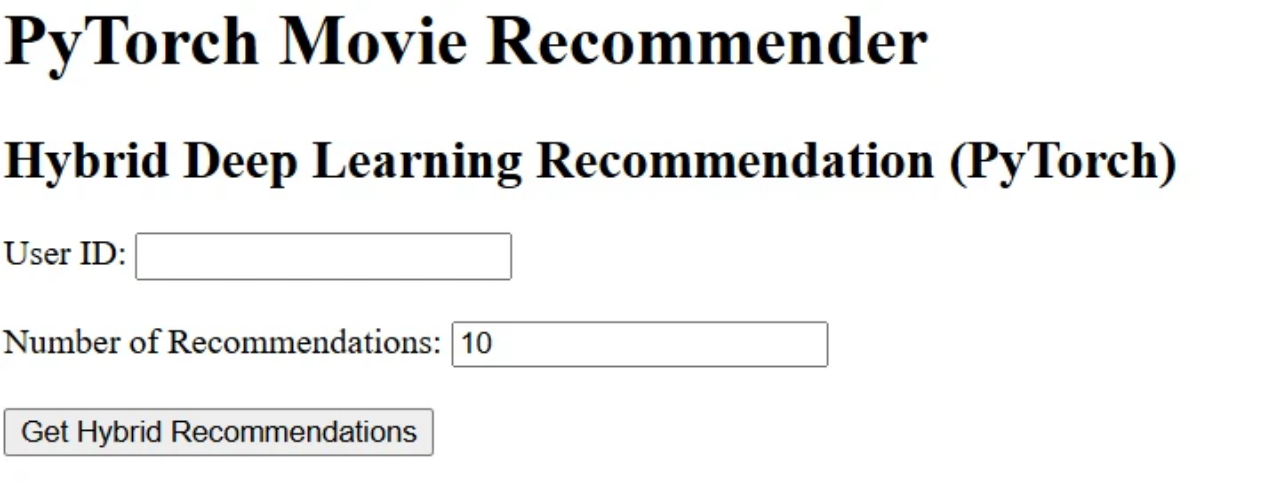 PyTorch Movie Recommender
Hybrid Deep Learning Recommendation (PyTorch)
User ID:
Number of Recommendations: 10
Get Hybrid Recommendations